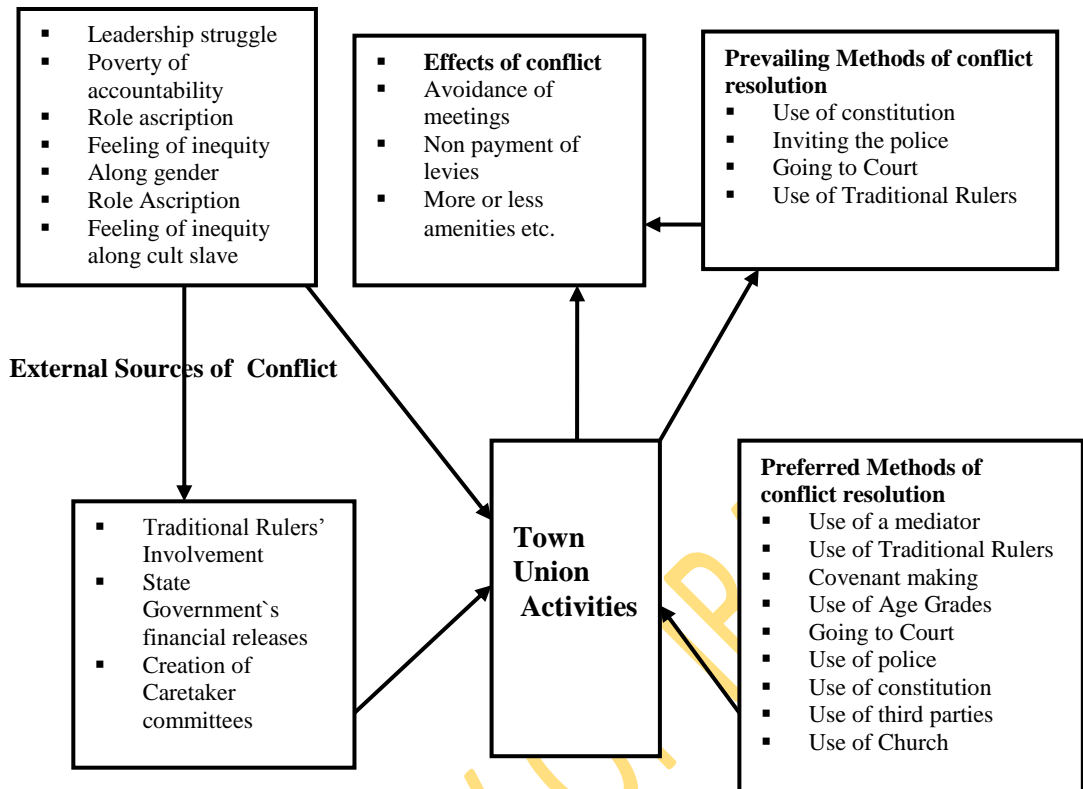 ▪ Leadership struggle
▪ Poverty of
accountability
▪ Role ascription
▪ Feeling of inequity
▪ Along gender
▪ Role Ascription
▪ Feeling of inequity
along cult slave
▪ Effects of conflict
▪ Avoidance of
meetings
▪ Non payment of
levies
▪ More or less
amenities etc.
Prevailing Methods of conflict
resolution
▪ Use of constitution
▪ Inviting the police
▪ Going to Court
▪ Use of Traditional Rulers
External Sources of Conflict
▪ Traditional Rulers’
Involvement
▪ State
Government`s
financial releases
▪ Creation of
Caretaker
committees
Town
Union
Activities
Preferred Methods of
conflict resolution
▪ Use of a mediator
▪ Use of Traditional Rulers
▪ Covenant making
▪ Use of Age Grades
▪ Going to Court
▪ Use of police
▪ Use of constitution
▪ Use of third parties
▪ Use of Church